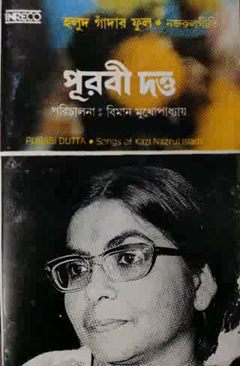 INRECO
হলুদ গাঁদার ফুল • নজরুলগীতি
পূরবী দত্ত
পরিচালনা : বিমান মুখোপাধ্যায়
PURABI DUTTA • Songs of Kazi Nazrul Islam